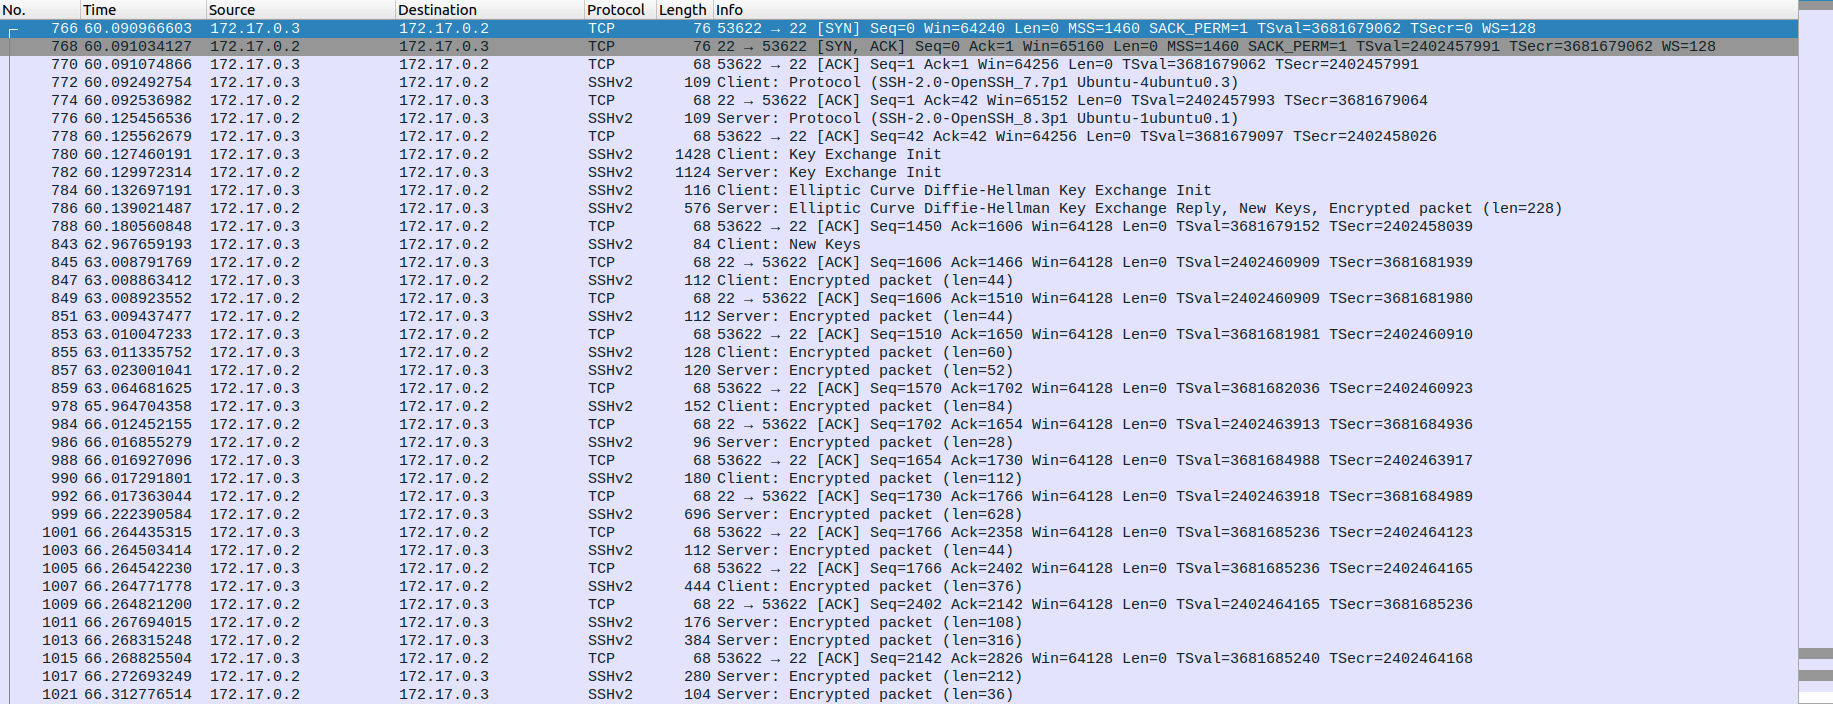 No. Time Source Destination Protocol Length Info
766 60.090966603 172.17.0.3 172.17.0.2 TCP 76 53622 → 22 [SYN] Seq=0 Win=64240 Len=0 MSS=1460 SACK_PERM=1 TSval=3681679062 TSecr=0 WS=128
768 60.091034127 172.17.0.2 172.17.0.3 TCP 76 22 → 53622 [SYN, ACK] Seq=0 Ack=1 Win=65160 Len=0 MSS=1460 SACK_PERM=1 TSval=2402457991 TSecr=3681679062 WS=128
770 60.091074866 172.17.0.3 172.17.0.2 TCP 68 53622 → 22 [ACK] Seq=1 Ack=1 Win=64256 Len=0 TSval=3681679062 TSecr=2402457991
772 60.092492754 172.17.0.3 172.17.0.2 SSHv2 109 Client: Protocol (SSH-2.0-OpenSSH_7.7p1 Ubuntu-4ubuntu0.3)
774 60.092536982 172.17.0.2 172.17.0.3 TCP 68 22 → 53622 [ACK] Seq=1 Ack=42 Win=65152 Len=0 TSval=2402457993 TSecr=3681679064
776 60.125456536 172.17.0.2 172.17.0.3 SSHv2 109 Server: Protocol (SSH-2.0-OpenSSH_8.3p1 Ubuntu-1ubuntu0.1)
778 60.125562679 172.17.0.3 172.17.0.2 TCP 68 53622 → 22 [ACK] Seq=42 Ack=42 Win=64256 Len=0 TSval=3681679097 TSecr=2402458026
780 60.127460191 172.17.0.3 172.17.0.2 SSHv2 1428 Client: Key Exchange Init
782 60.129972314 172.17.0.2 172.17.0.3 SSHv2 1124 Server: Key Exchange Init
784 60.132697191 172.17.0.3 172.17.0.2 SSHv2 116 Client: Elliptic Curve Diffie-Hellman Key Exchange Init
786 60.139021487 172.17.0.2 172.17.0.3 SSHv2 576 Server: Elliptic Curve Diffie-Hellman Key Exchange Reply, New Keys, Encrypted packet (len=228)
788 60.180560848 172.17.0.3 172.17.0.2 TCP 68 53622 → 22 [ACK] Seq=1450 Ack=1606 Win=64128 Len=0 TSval=3681679152 TSecr=2402458039
843 62.967659193 172.17.0.3 172.17.0.2 SSHv2 84 Client: New Keys
845 63.008791769 172.17.0.2 172.17.0.3 TCP 68 22 → 53622 [ACK] Seq=1606 Ack=1466 Win=64128 Len=0 TSval=2402460909 TSecr=3681681939
847 63.008863412 172.17.0.3 172.17.0.2 SSHv2 112 Client: Encrypted packet (len=44)
849 63.008923552 172.17.0.2 172.17.0.3 TCP 68 22 → 53622 [ACK] Seq=1606 Ack=1510 Win=64128 Len=0 TSval=2402460909 TSecr=3681681980
851 63.009437477 172.17.0.2 172.17.0.3 SSHv2 112 Server: Encrypted packet (len=44)
853 63.010047233 172.17.0.3 172.17.0.2 TCP 68 53622 → 22 [ACK] Seq=1510 Ack=1650 Win=64128 Len=0 TSval=3681681981 TSecr=2402460910
855 63.011335752 172.17.0.3 172.17.0.2 SSHv2 128 Client: Encrypted packet (len=60)
857 63.023001041 172.17.0.2 172.17.0.3 SSHv2 120 Server: Encrypted packet (len=52)
859 63.064681625 172.17.0.3 172.17.0.2 TCP 68 53622 → 22 [ACK] Seq=1570 Ack=1702 Win=64128 Len=0 TSval=3681682036 TSecr=2402460923
978 65.964704358 172.17.0.3 172.17.0.2 SSHv2 152 Client: Encrypted packet (len=84)
984 66.012452155 172.17.0.2 172.17.0.3 TCP 68 22 → 53622 [ACK] Seq=1702 Ack=1654 Win=64128 Len=0 TSval=2402463913 TSecr=3681684936
986 66.016855279 172.17.0.2 172.17.0.3 SSHv2 96 Server: Encrypted packet (len=28)
988 66.016927096 172.17.0.3 172.17.0.2 TCP 68 53622 → 22 [ACK] Seq=1654 Ack=1730 Win=64128 Len=0 TSval=3681684988 TSecr=2402463917
990 66.017291801 172.17.0.3 172.17.0.2 SSHv2 180 Client: Encrypted packet (len=112)
992 66.017363044 172.17.0.2 172.17.0.3 TCP 68 22 → 53622 [ACK] Seq=1730 Ack=1766 Win=64128 Len=0 TSval=2402463918 TSecr=3681684989
999 66.222390584 172.17.0.2 172.17.0.3 SSHv2 696 Server: Encrypted packet (len=628)
1001 66.264435315 172.17.0.3 172.17.0.2 TCP 68 53622 → 22 [ACK] Seq=1766 Ack=2358 Win=64128 Len=0 TSval=3681685236 TSecr=2402464123
1003 66.264503414 172.17.0.2 172.17.0.3 SSHv2 112 Server: Encrypted packet (len=44)
1005 66.264542230 172.17.0.3 172.17.0.2 TCP 68 53622 → 22 [ACK] Seq=1766 Ack=2402 Win=64128 Len=0 TSval=3681685236 TSecr=2402464165
1007 66.264771778 172.17.0.3 172.17.0.2 SSHv2 444 Client: Encrypted packet (len=376)
1009 66.264821200 172.17.0.2 172.17.0.3 TCP 68 22 → 53622 [ACK] Seq=2402 Ack=2142 Win=64128 Len=0 TSval=2402464165 TSecr=3681685236
1011 66.267694015 172.17.0.2 172.17.0.3 SSHv2 176 Server: Encrypted packet (len=108)
1013 66.268315248 172.17.0.2 172.17.0.3 SSHv2 384 Server: Encrypted packet (len=316)
1015 66.268825504 172.17.0.3 172.17.0.2 TCP 68 53622 → 22 [ACK] Seq=2142 Ack=2826 Win=64128 Len=0 TSval=3681685240 TSecr=2402464168
1017 66.272693249 172.17.0.2 172.17.0.3 SSHv2 280 Server: Encrypted packet (len=212)
1021 66.312776514 172.17.0.2 172.17.0.3 SSHv2 104 Server: Encrypted packet (len=36)